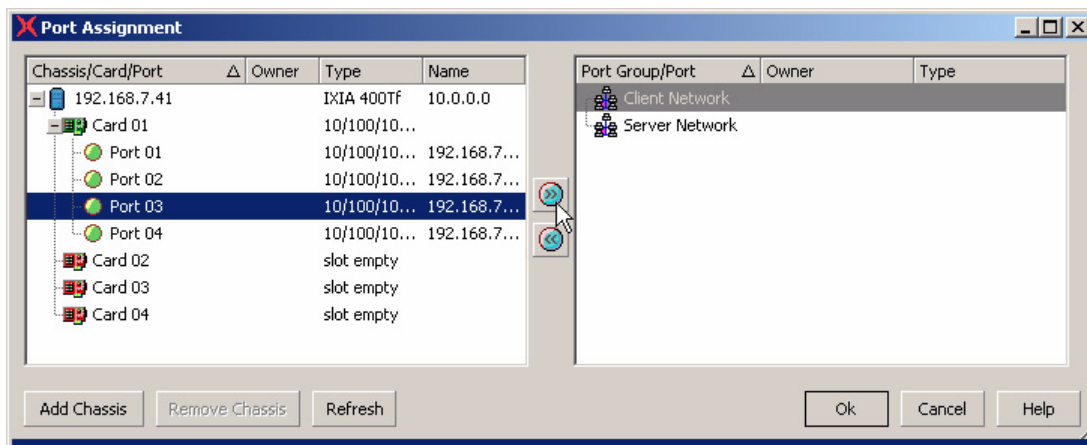 Port Assignment
Chassis/Card/Port Owner Type Name
192.168.7.41 IXIA 400Tf 10.0.0.0
Card 01 10/100/10...
Port 01 10/100/10... 192.168.7...
Port 02 10/100/10... 192.168.7...
Port 03 10/100/10... 192.168.7...
Port 04 10/100/10... 192.168.7...
Card 02 slot empty
Card 03 slot empty
Card 04 slot empty
Port Group/Port Owner Type
Client Network
Server Network
Add Chassis Remove Chassis Refresh Ok Cancel Help